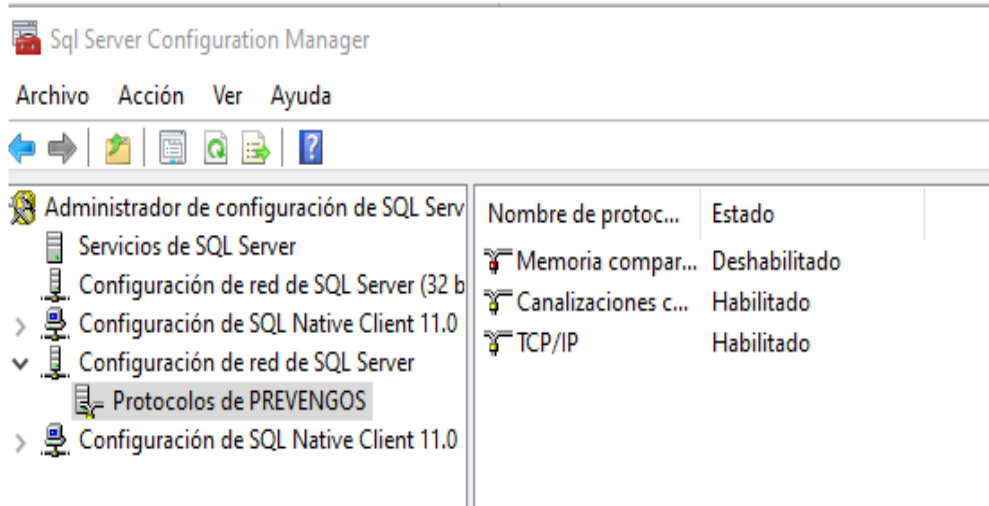 Sql Server Configuration Manager
Archivo Acción Ver Ayuda
Administrador de configuración de SQL Serv
Servicios de SQL Server
Configuración de red de SQL Server (32 b
Configuración de SQL Native Client 11.0
Configuración de red de SQL Server
Protocolos de PREVENGOS
Configuración de SQL Native Client 11.0
Nombre de protoc... Estado
Memoria compar... Deshabilitado
Canalizaciones c... Habilitado
TCP/IP Habilitado